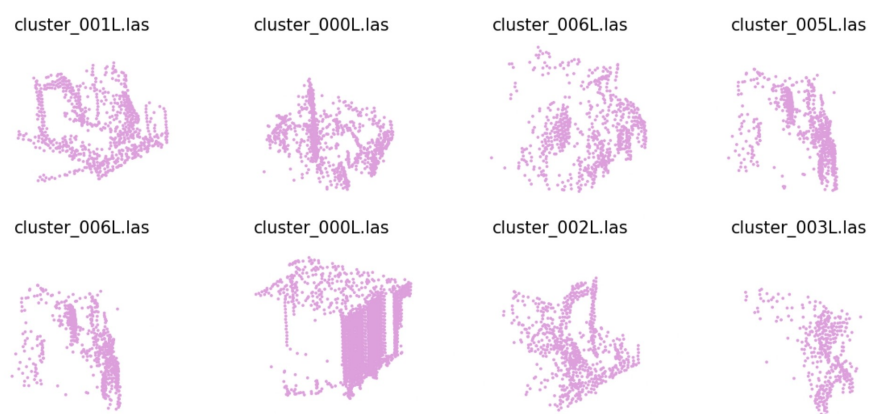 cluster_001L.las
cluster_000L.las
cluster_006L.las
cluster_005L.las
cluster_006L.las
cluster_000L.las
cluster_002L.las
cluster_003L.las